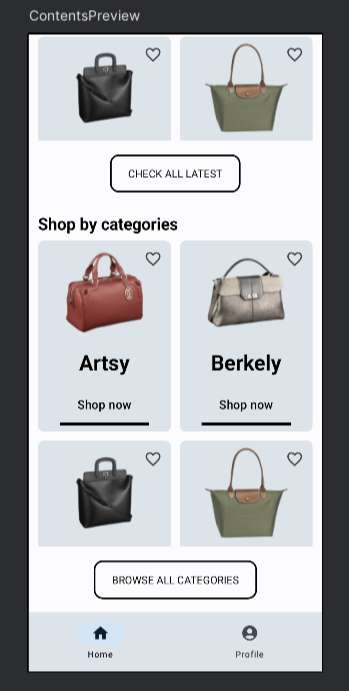 ContentsPreview
CHECK ALL LATEST
Shop by categories
Artsy
Berkely
Shop now
Shop now
BROWSE ALL CATEGORIES
Home
Profile